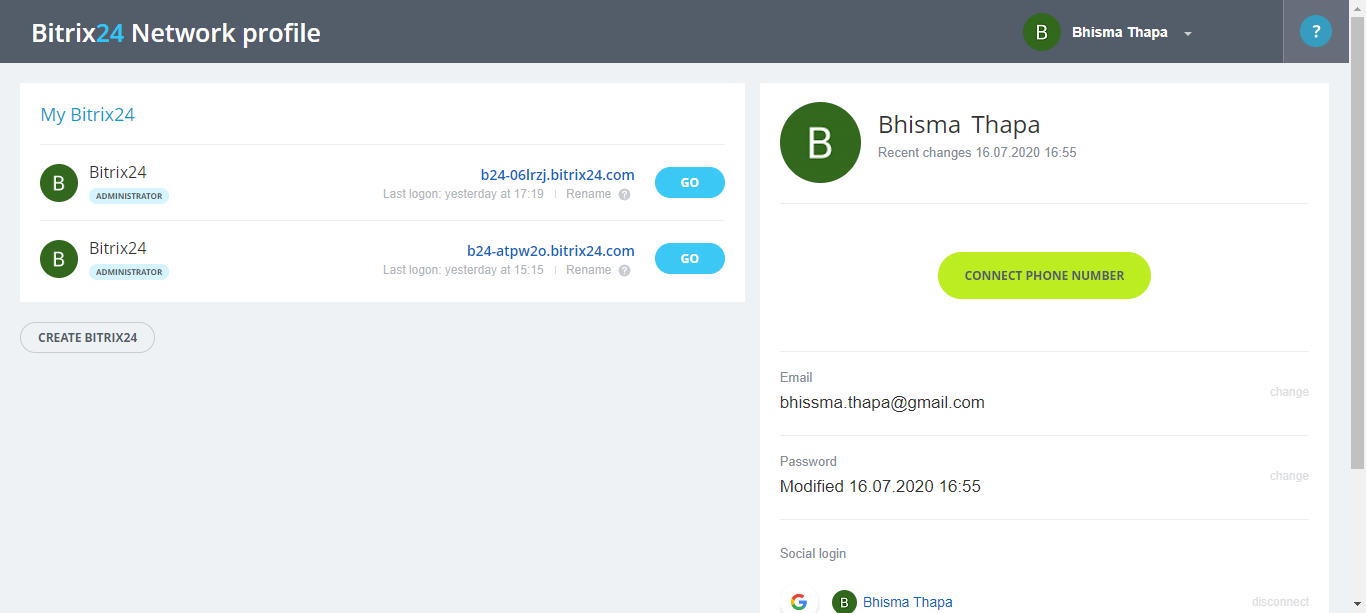 Bitrix24 Network profile
B Bhisma Thapa
?
My Bitrix24
B Bitrix24
ADMINISTRATOR
b24-06lrzj.bitrix24.com
Last logon: yesterday at 17:19 | Rename ?
GO
B Bitrix24
ADMINISTRATOR
b24-atpw2o.bitrix24.com
Last logon: yesterday at 15:15 | Rename ?
GO
CREATE BITRIX24
B Bhisma Thapa
Recent changes 16.07.2020 16:55
CONNECT PHONE NUMBER
Email
bhissma.thapa@gmail.com
change
Password
Modified 16.07.2020 16:55
change
Social login
G B Bhisma Thapa
disconnect